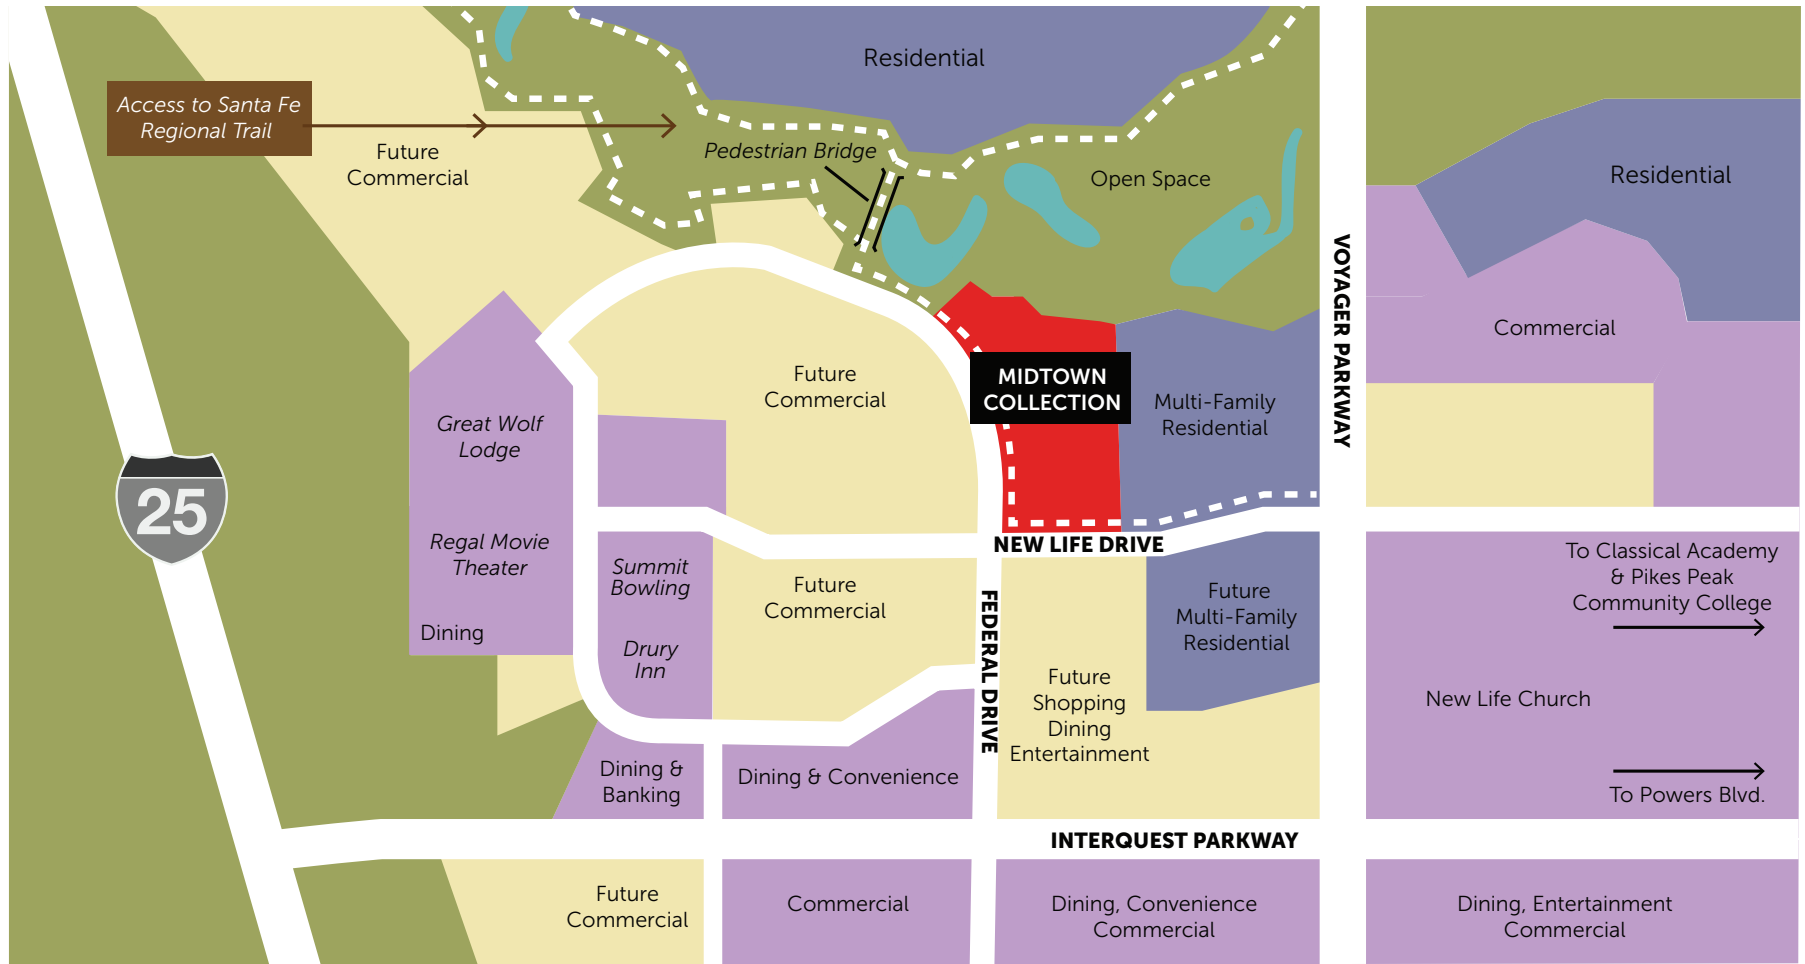 Residential
Access to Santa Fe
Regional Trail
Future
Commercial
Pedestrian Bridge
Open Space
Residential
VOYAGER PARKWAY
Commercial
Future
Commercial
MIDTOWN
COLLECTION
Multi-Family
Residential
Great Wolf
Lodge
25
Regal Movie
Theater
Dining
Summit
Bowling
Drury
Inn
Future
Commercial
NEW LIFE DRIVE
FEDERAL DRIVE
Future
Multi-Family
Residential
Future
Shopping
Dining
Entertainment
To Classical Academy
& Pikes Peak
Community College
New Life Church
To Powers Blvd.
Dining &
Banking
Dining & Convenience
INTERQUEST PARKWAY
Future
Commercial
Commercial
Dining, Convenience
Commercial
Dining, Entertainment
Commercial